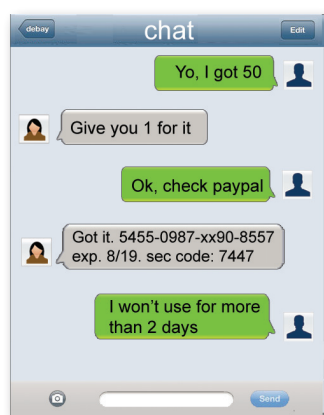 debay
chat
Edit
Yo, I got 50
Give you 1 for it
Ok, check paypal
Got it. 5455-0987-xx90-8557
exp. 8/19. sec code: 7447
I won't use for more
than 2 days
Send